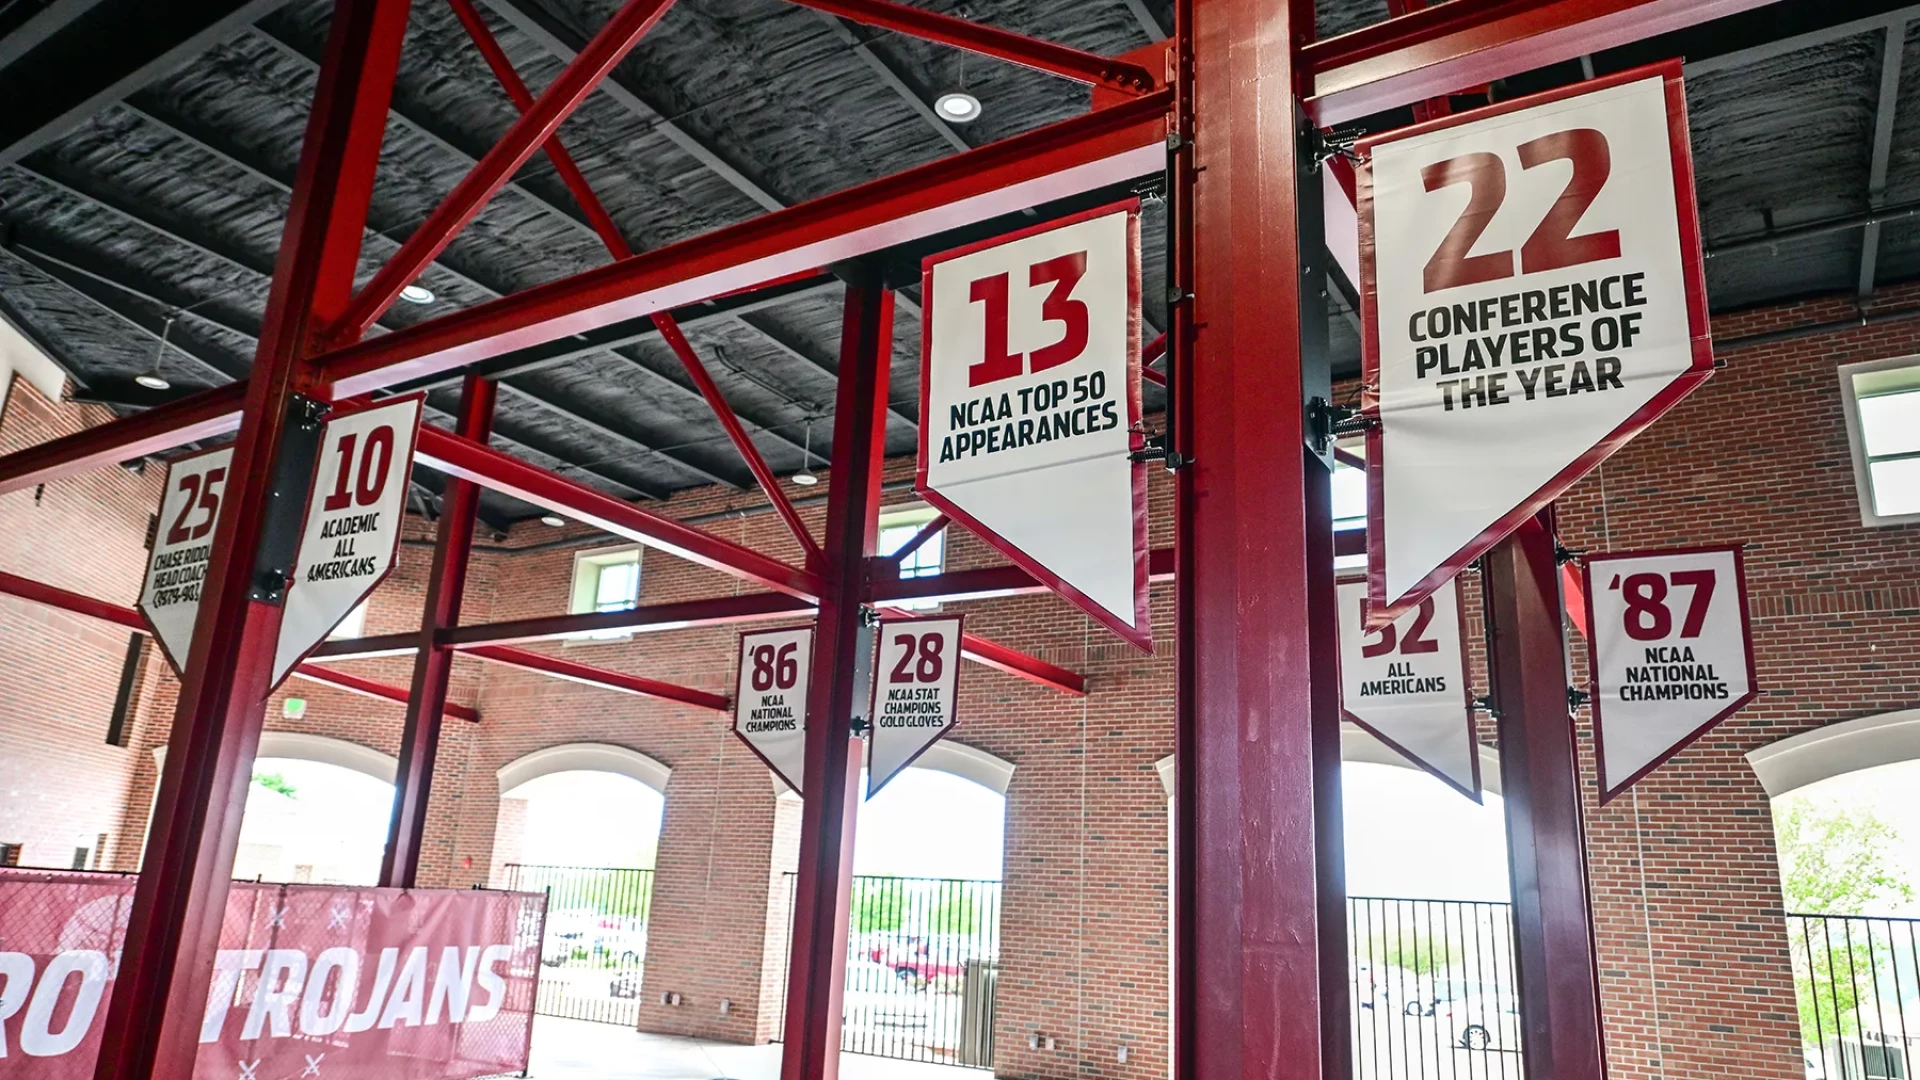 22
CONFERENCE
PLAYERS OF
THE YEAR
13
NCAA TOP 50
APPEARANCES
10
ACADEMIC
ALL
AMERICANS
25
CHASE
HEAD COACH
'86
NCAA
NATIONAL
CHAMPIONS
28
NCAA STAT
CHAMPIONS
GOLD GLOVES
ALL
AMERICANS
'87
NCAA
NATIONAL
CHAMPIONS
TROJANS